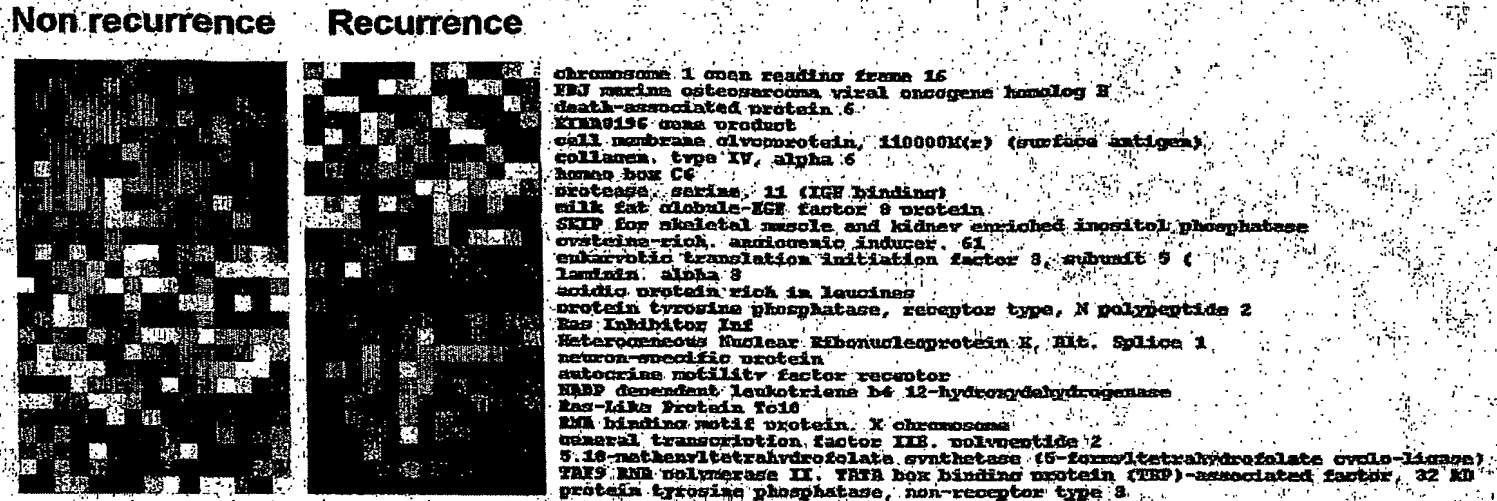 Non recurrence Recurrence
chromosome 1 open reading frame 16
FBJ murine osteosarcoma viral oncogene homolog B
death-associated protein 6
KIAA0196 gene product
cell membrane glycoprotein, 110000M(r) (surface antigen)
collagen, type IV, alpha 6
homeo box C6
protease, serine, 11 (IGF binding)
milk fat globule-EGF factor 8 protein
SKIP for skeletal muscle and kidney enriched inositol phosphatase
cysteine-rich, angiogenic inducer, 61
eukaryotic translation initiation factor 3, subunit 5 (
laminin, alpha 3
acidic protein rich in leucines
protein tyrosine phosphatase, receptor type, N polypeptide 2
Ras Inhibitor Inf
Heterogeneous Nuclear Ribonucleoprotein K, Alt. Splice 1
neuron-specific protein
autocrine motility factor receptor
NADP dependent leukotriene b4 12-hydroxydehydrogenase
Ras-Like Protein Tc10
RNA binding motif protein, X chromosome
general transcription factor IIB, polypeptide 2
5,10-methenyltetrahydrofolate synthetase (5-formyltetrahydrofolate cyclo-ligase)
RNA polymerase II, TATA box binding protein (TBP)-associated factor, 32 kD
protein tyrosine phosphatase, non-receptor type 3